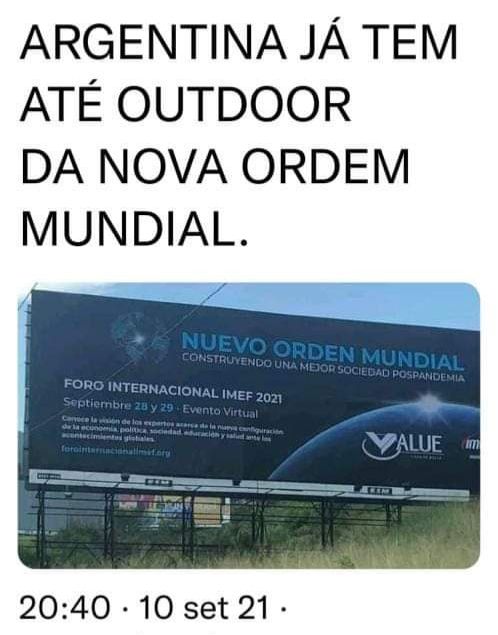 ARGENTINA JÁ TEM
ATÉ OUTDOOR
DA NOVA ORDEM
MUNDIAL.
NUEVO ORDEN MUNDIAL
CONSTRUYENDO UNA MEJOR SOCIEDAD POSPANDEMIA
FORO INTERNACIONAL IMEF 2021
Septiembre 28 y 29 - Evento Virtual
Conoce la visión de los expertos acerca de la nueva configuración
de la economía, política, sociedad, educación y salud ante los
acontecimientos globales.
forointernacionalimef.org
VALUE
CASA DE BOLSA
im
20:40 · 10 set 21 ·